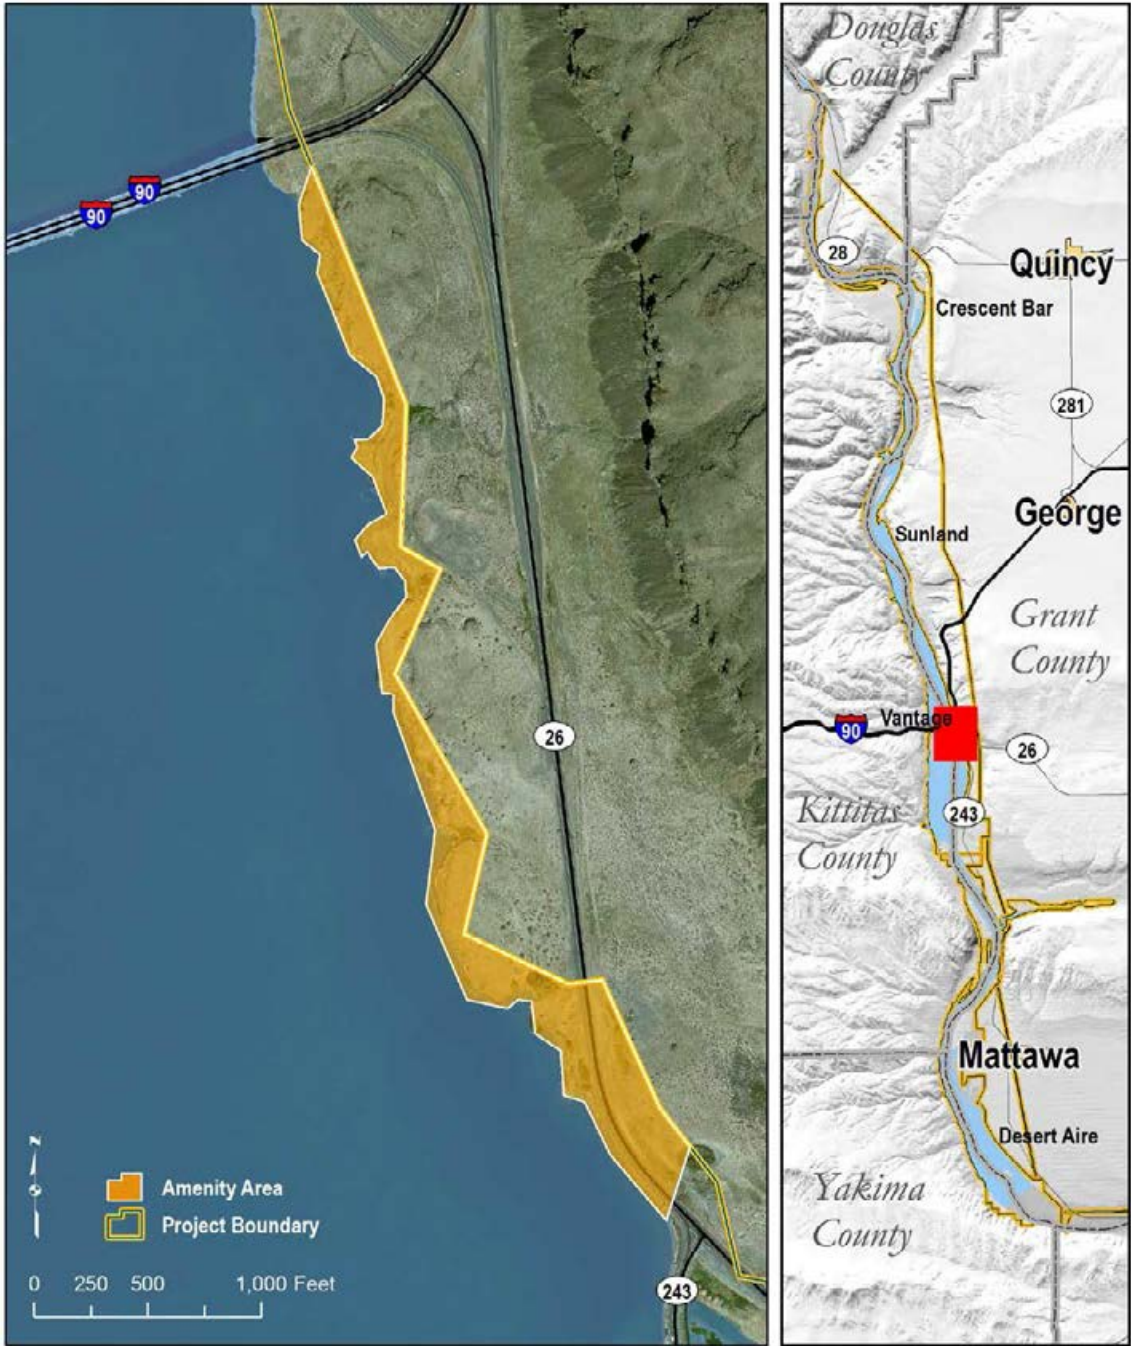 90
90
26
N
Amenity Area
Project Boundary
0 250 500 1,000 Feet
243
Douglas
County
28
Quincy
Crescent Bar
281
George
Sunland
Grant
County
Vantage
90
26
Kittitas
County
243
Mattawa
Desert Aire
Yakima
County